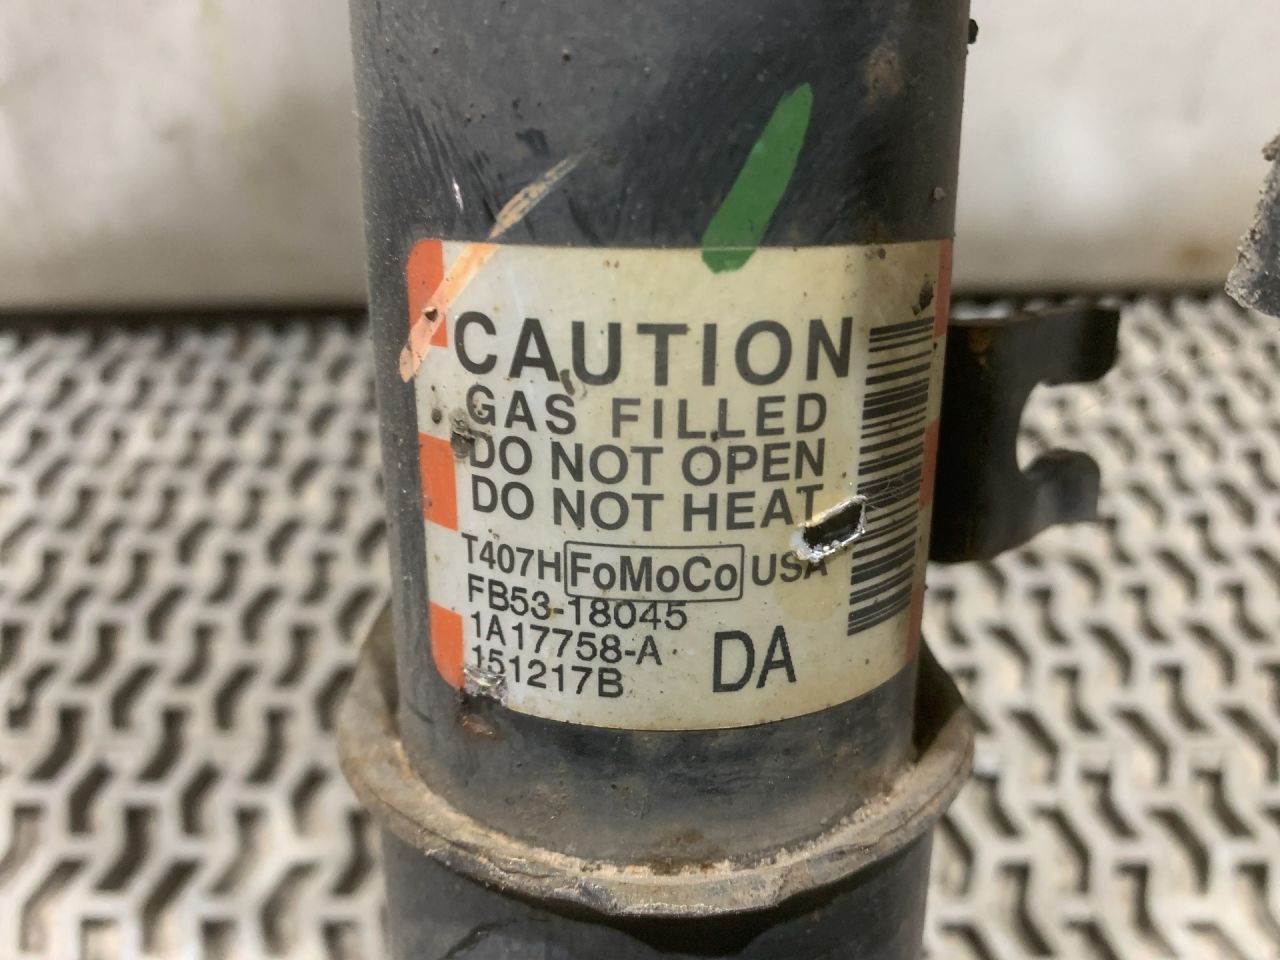 CAUTION
GAS FILLED
DO NOT OPEN
DO NOT HEAT
T407H FoMoCo USA
FB53-18045
1A17758-A
151217B DA